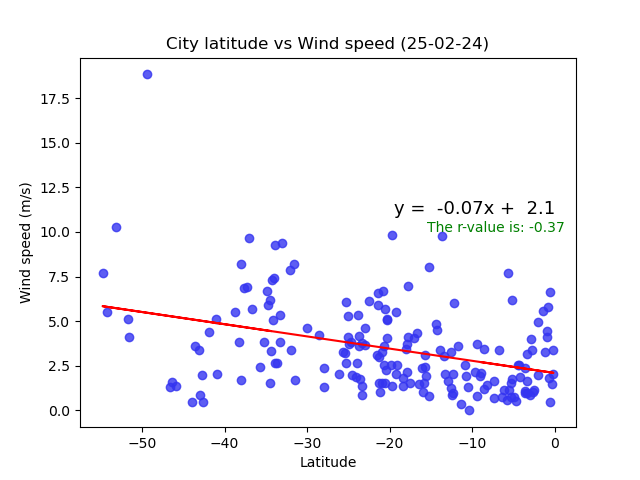 City latitude vs Wind speed (25-02-24)
17.5
15.0
12.5
y =  -0.07x +  2.1
The r-value is: -0.37
10.0
7.5
5.0
2.5
0.0
Wind speed (m/s)
−50 −40 −30 −20 −10 0
Latitude